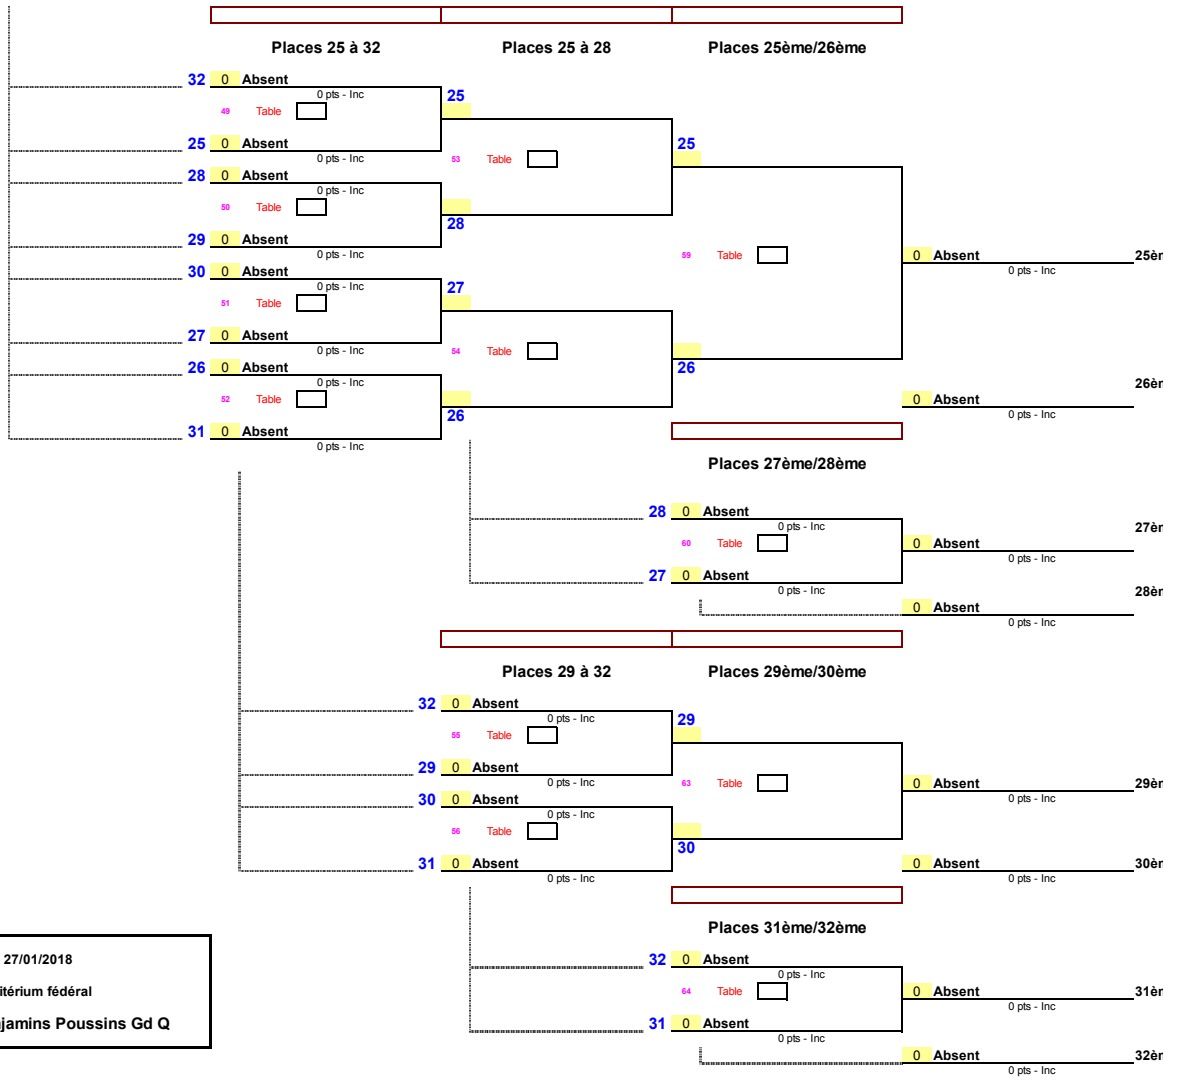 Places 25 à 32 Places 25 à 28 Places 25ème/26ème
32 0 Absent
0 pts - Inc
25
49 Table
25 0 Absent
25
0 pts - Inc
53 Table
28 0 Absent
0 pts - Inc
50 Table
28
29 0 Absent
0 pts - Inc
59 Table
0 Absent
25èr
0 pts - Inc
30 0 Absent
0 pts - Inc
27
51 Table
27 0 Absent
0 pts - Inc
54 Table
26 0 Absent
26
0 pts - Inc
26èr
52 Table
0 Absent
0 pts - Inc
26
31 0 Absent
0 pts - Inc
Places 27ème/28ème
28 0 Absent
0 pts - Inc
27èr
60 Table
0 Absent
0 pts - Inc
27 0 Absent
0 pts - Inc
28èr
0 Absent
0 pts - Inc
Places 29 à 32 Places 29ème/30ème
32 0 Absent
0 pts - Inc
29
55 Table
29 0 Absent
0 pts - Inc
63 Table
0 Absent
29èr
0 pts - Inc
30 0 Absent
0 pts - Inc
56 Table
30
31 0 Absent
0 pts - Inc
0 Absent
30èr
0 pts - Inc
Places 31ème/32ème
32 0 Absent
0 pts - Inc
64 Table
0 Absent
31èr
0 pts - Inc
31 0 Absent
0 pts - Inc
0 Absent
32èr
0 pts - Inc
27/01/2018
itérium fédéral
jamins Poussins Gd Q